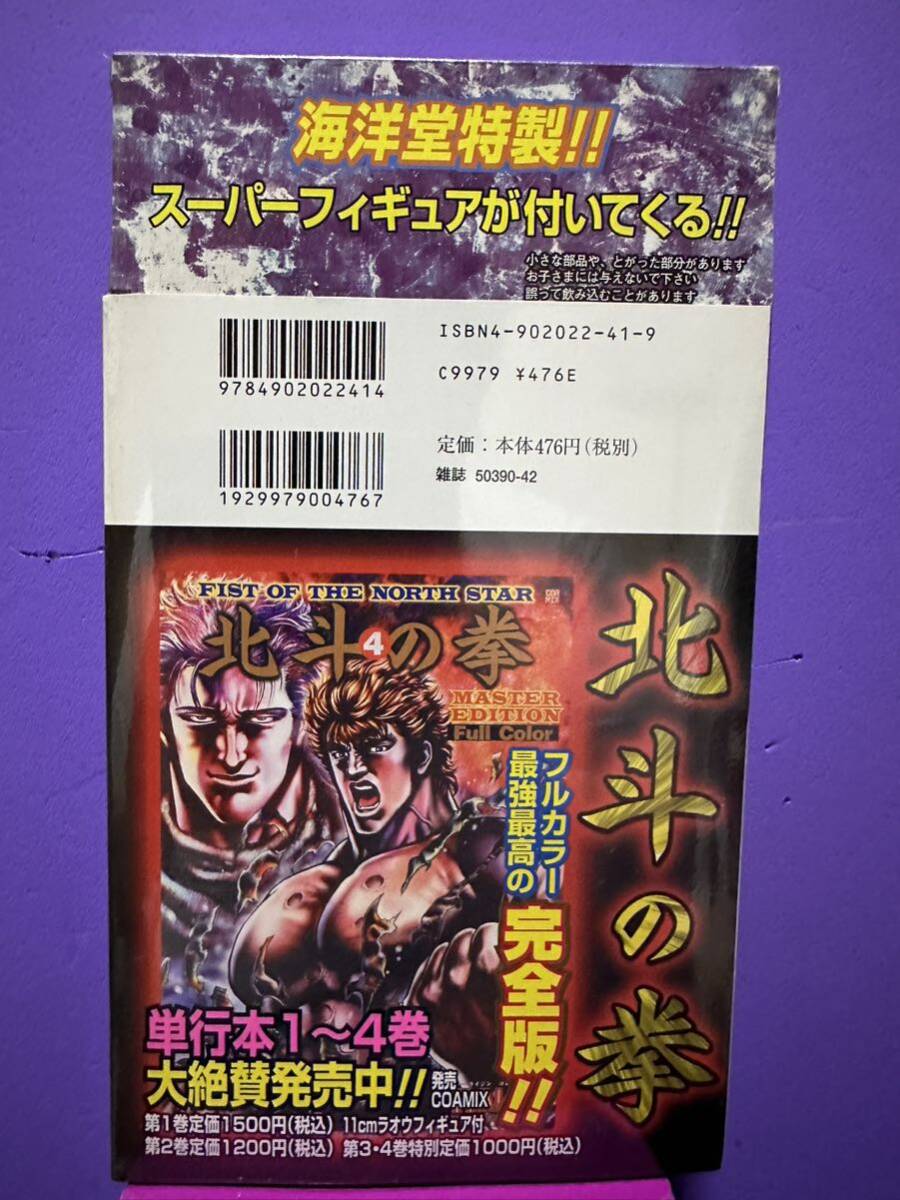 海洋堂特製!!
スーパーフィギュアが付いてくる!!
小さな部品や、とがった部分があります
お子さまには与えないで下さい
誤って飲み込むことがあります
ISBN4-902022-41-9
9784902022414
C9979 ¥476E
定価：本体476円(税別)
雑誌 50390-42
1929979004767
FIST OF THE NORTH STAR
COA
MIX
北斗の拳
4
MASTER
EDITION
Full Color
北斗の拳
フルカラー
最強最高の
完全版!!
単行本1〜4巻
大絶賛発売中!!
発売
COAMIX
第1巻定価1500円(税込) 11cmラオウフィギュア付
第2巻定価1200円(税込) 第3・4巻特別定価1000円(税込)